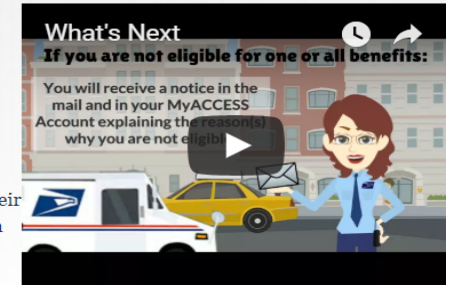 What's Next
If you are not eligible for one or all benefits:
You will receive a notice in the
mail and in your MyACCESS
Account explaining the reason(s)
why you are not
eir